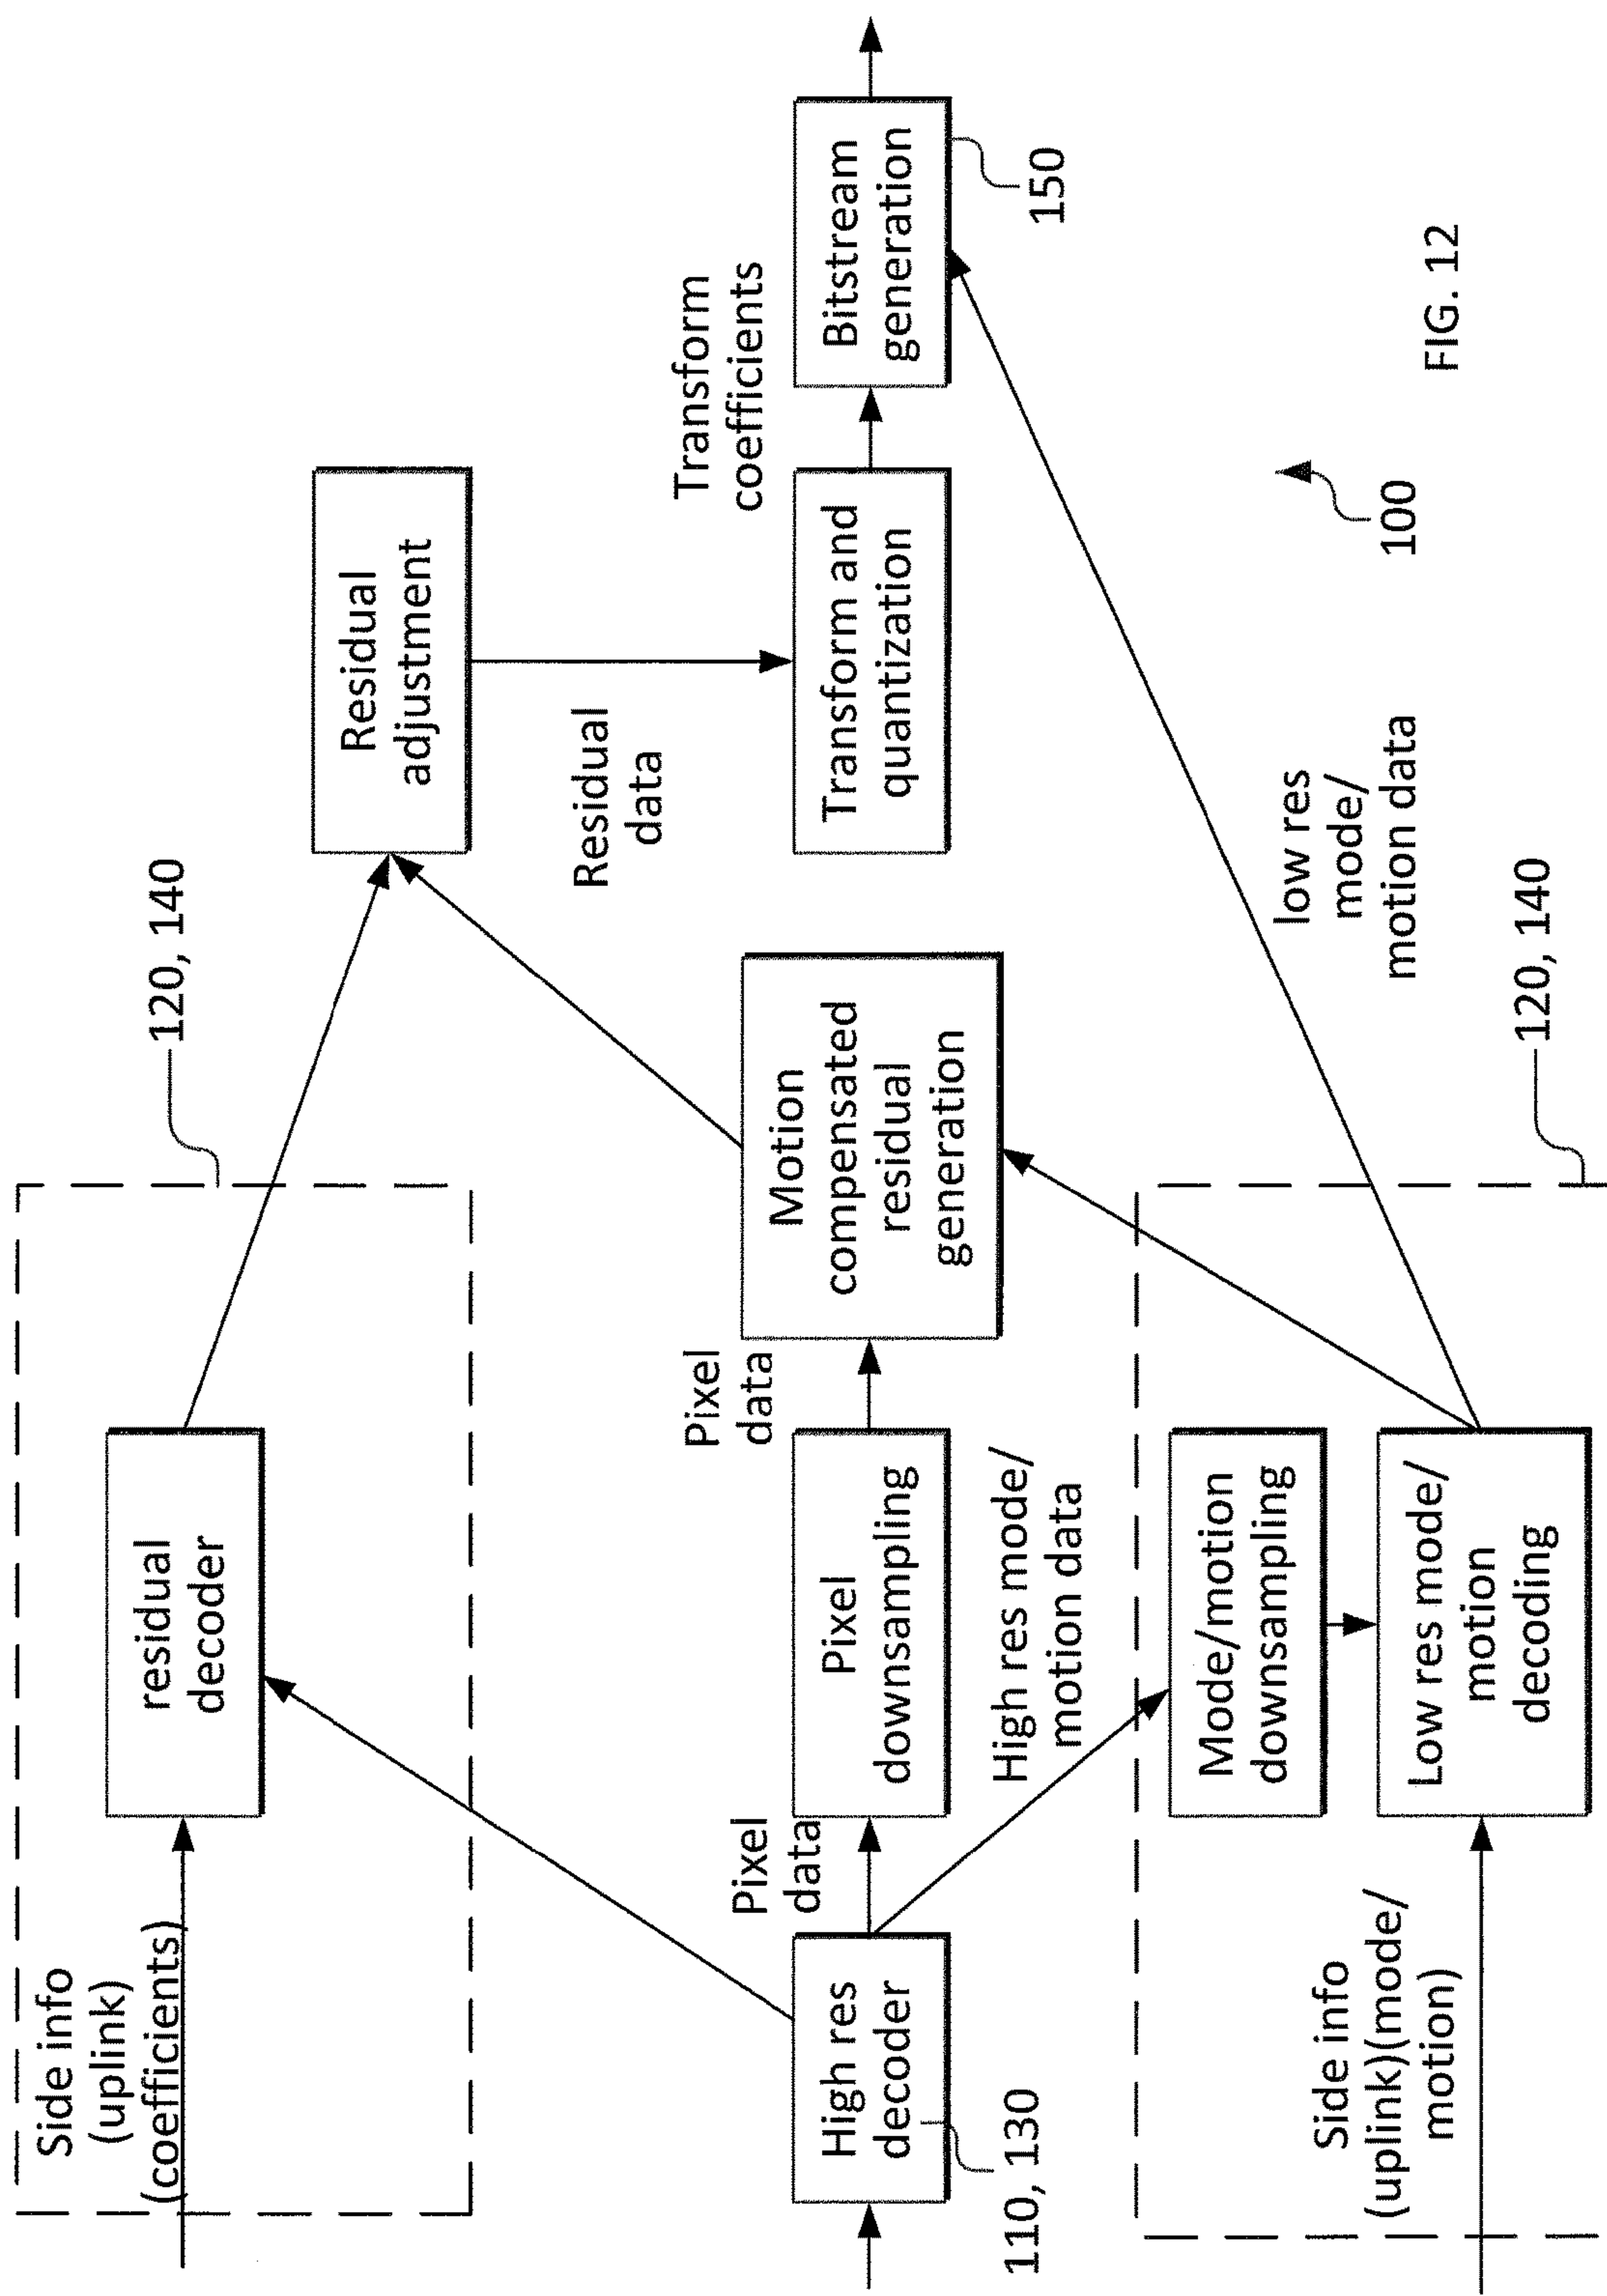 Side info
(uplink)
(coefficients)
residual
decoder
120, 140
Residual
adjustment
Residual
data
High res
decoder
110, 130
Pixel
data
Pixel
downsampling
Pixel
data
Motion
compensated
residual
generation
Transform and
quantization
Transform
coefficients
Bitstream
generation
150
High res mode/
motion data
Side info
(uplink)(mode/
motion)
Mode/motion
downsampling
Low res mode/
motion
decoding
low res
mode/
motion data
120, 140
100
FIG. 12